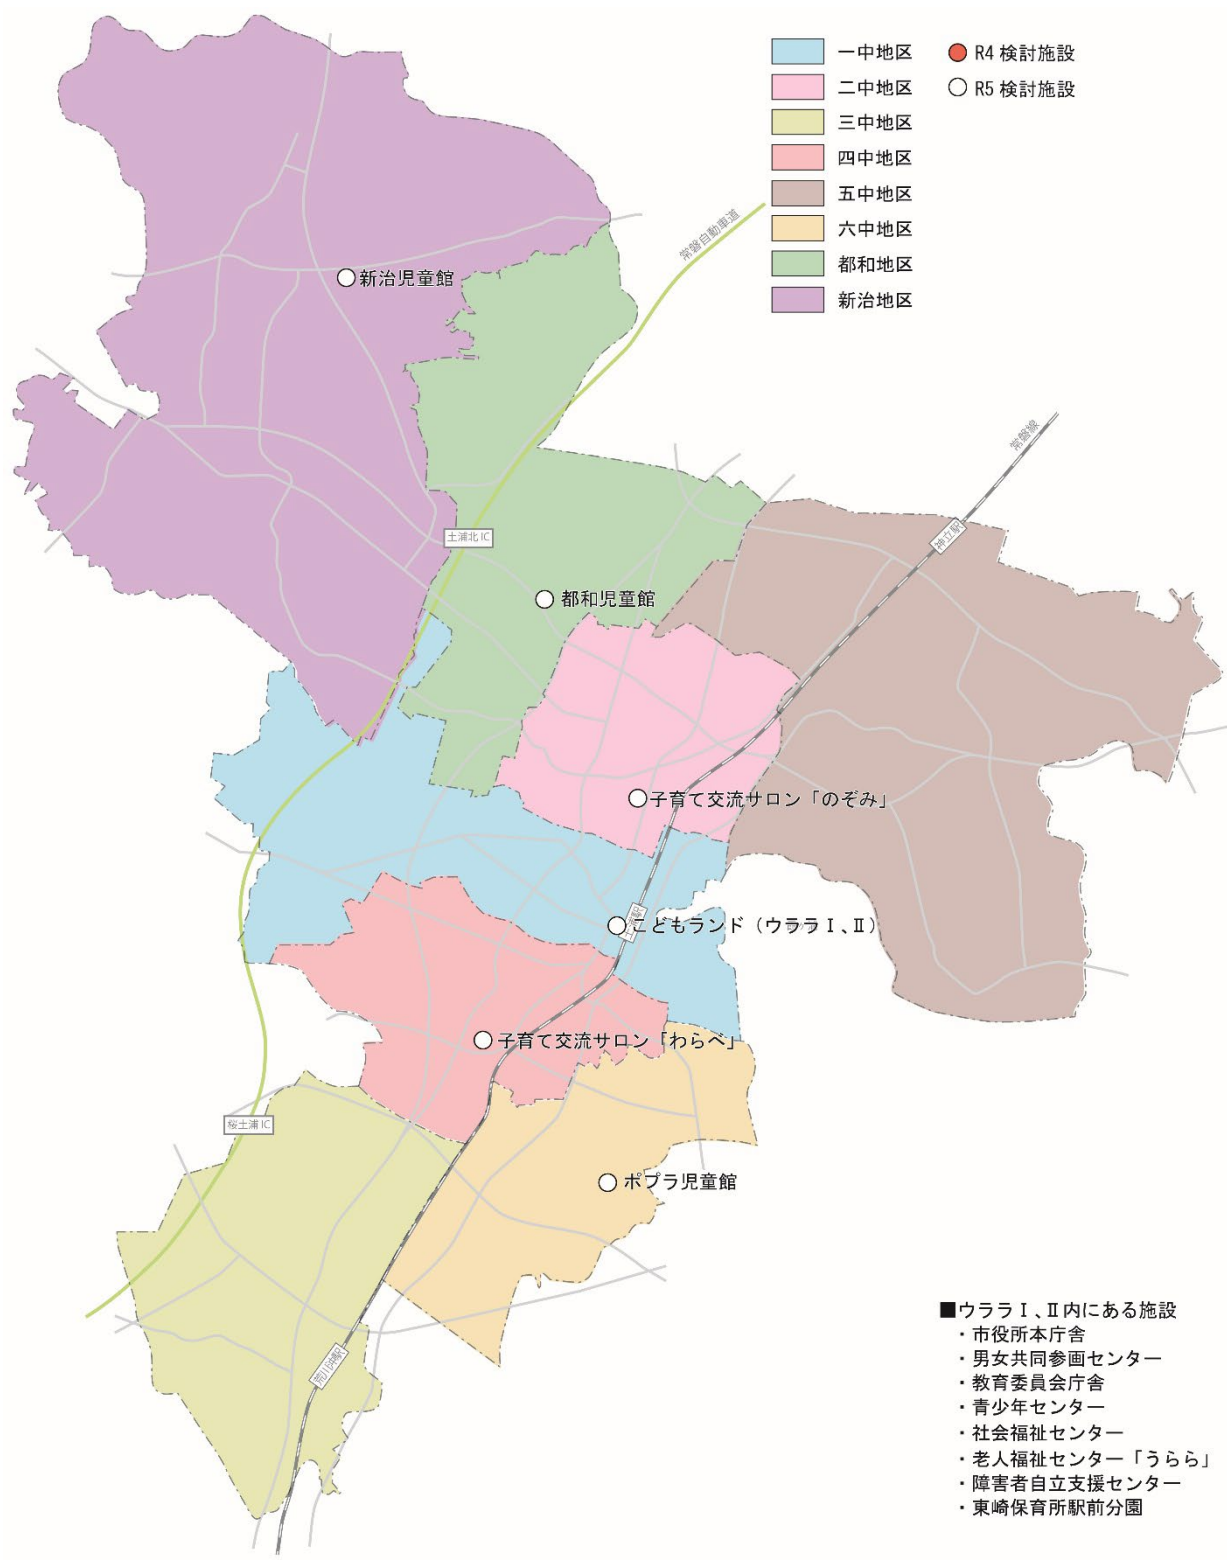 一中地区
二中地区
三中地区
四中地区
五中地区
六中地区
都和地区
新治地区
R4 検討施設
R5 検討施設
常磐自動車道
新治児童館
常磐線
神立駅
土浦北 IC
都和児童館
子育て交流サロン「のぞみ」
こどもランド（ウララⅠ、Ⅱ）
子育て交流サロン「わらべ」
桜土浦 IC
ポプラ児童館
荒川沖駅
■ウララⅠ、Ⅱ内にある施設
・市役所本庁舎
・男女共同参画センター
・教育委員会庁舎
・青少年センター
・社会福祉センター
・老人福祉センター「うらら」
・障害者自立支援センター
・東崎保育所駅前分園